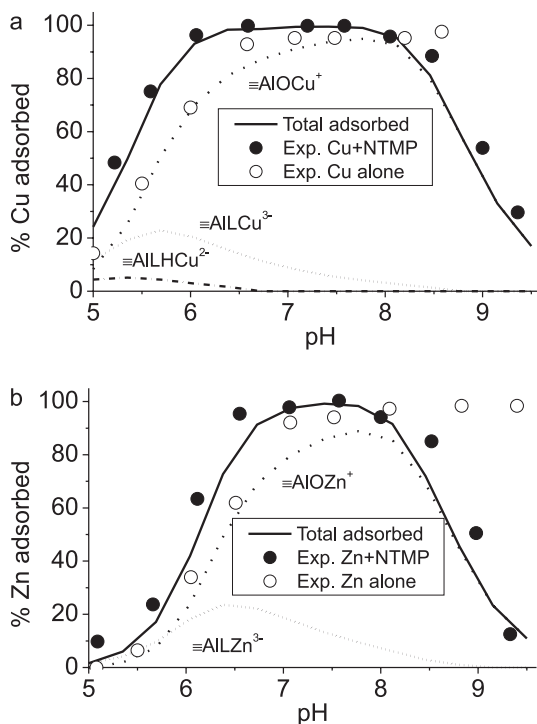 a
100
80
60
40
20
0
% Cu adsorbed
≡AlOCu⁺
Total adsorbed
Exp. Cu+NTMP
Exp. Cu alone
≡AlLCu³⁻
≡AlLHCu²⁻
5 6 7 8 9
pH
b
100
80
60
40
20
0
% Zn adsorbed
≡AlOZn⁺
Total adsorbed
Exp. Zn+NTMP
Exp. Zn alone
≡AlLZn³⁻
5 6 7 8 9
pH